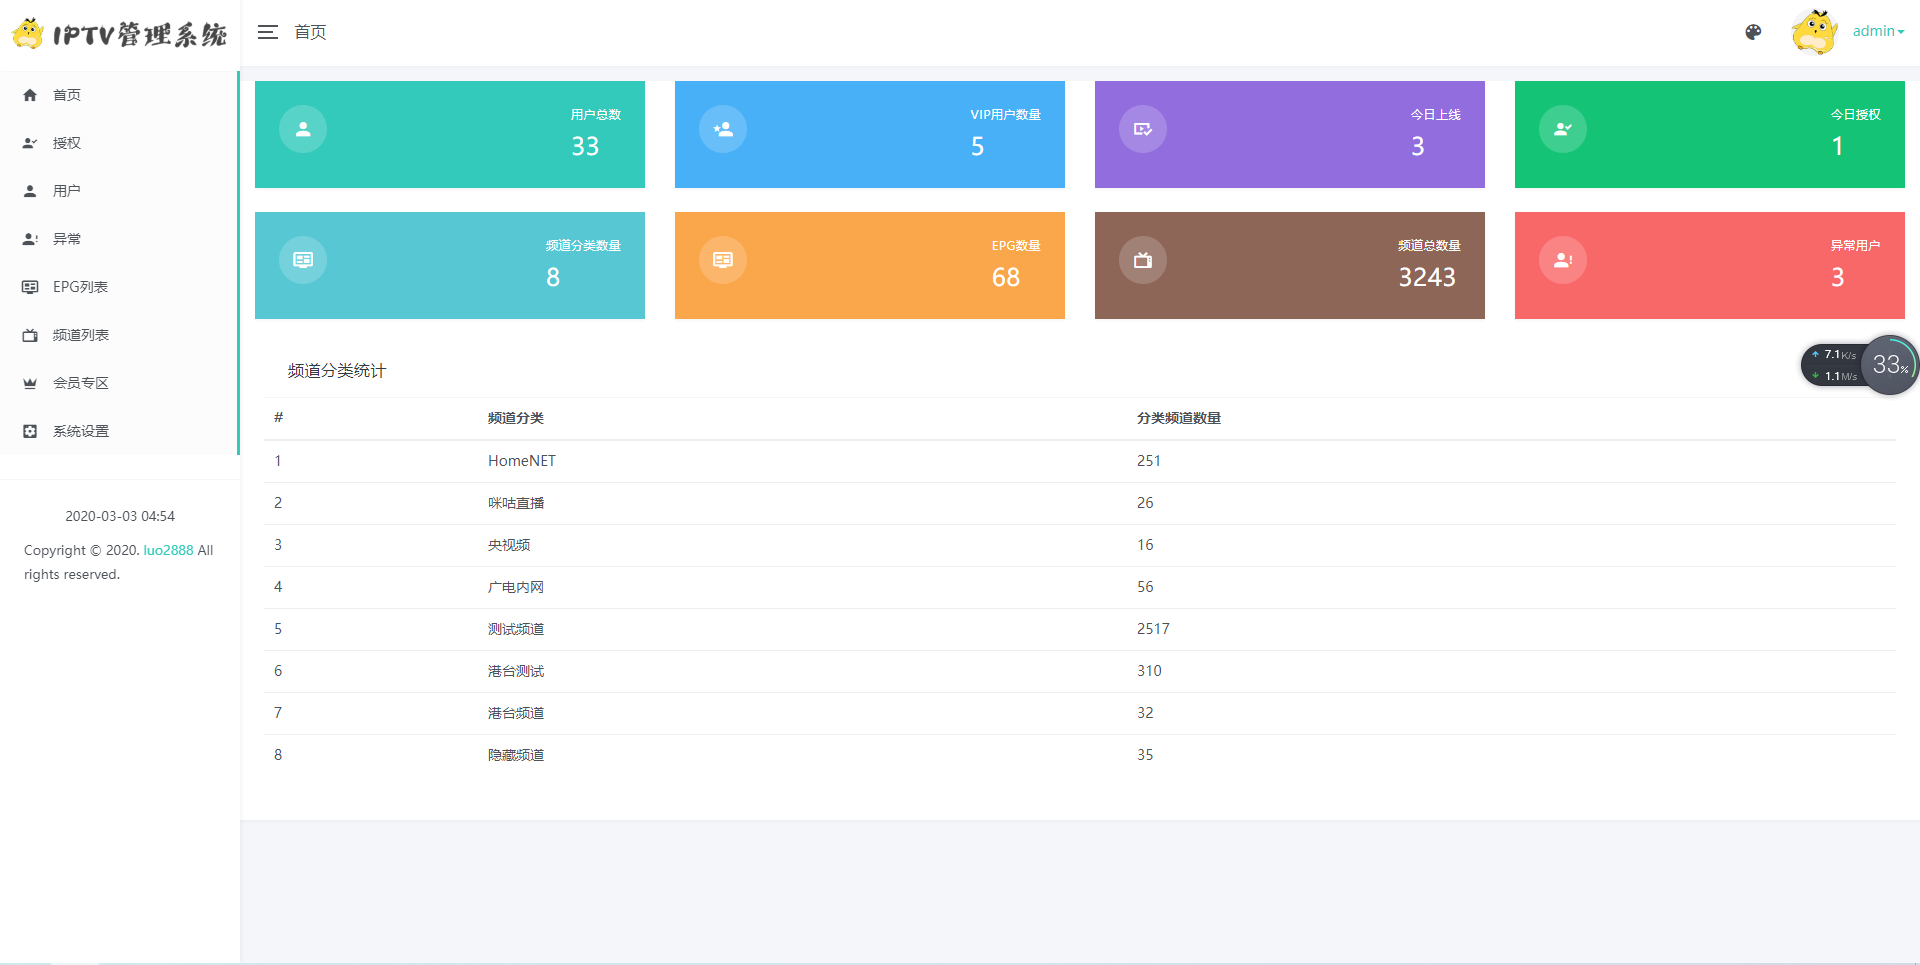 IPTV管理系统
首页
admin
首页
授权
用户
异常
EPG列表
频道列表
会员专区
系统设置
2020-03-03 04:54
Copyright © 2020. luo2888 All
rights reserved.
用户总数
33
VIP用户数量
5
今日上线
3
今日授权
1
频道分类数量
8
EPG数量
68
频道总数量
3243
异常用户
3
7.1K/s
1.1M/s
33%
频道分类统计
# 频道分类 分类频道数量
1 HomeNET 251
2 咪咕直播 26
3 央视频 16
4 广电内网 56
5 测试频道 2517
6 港台测试 310
7 港台频道 32
8 隐藏频道 35